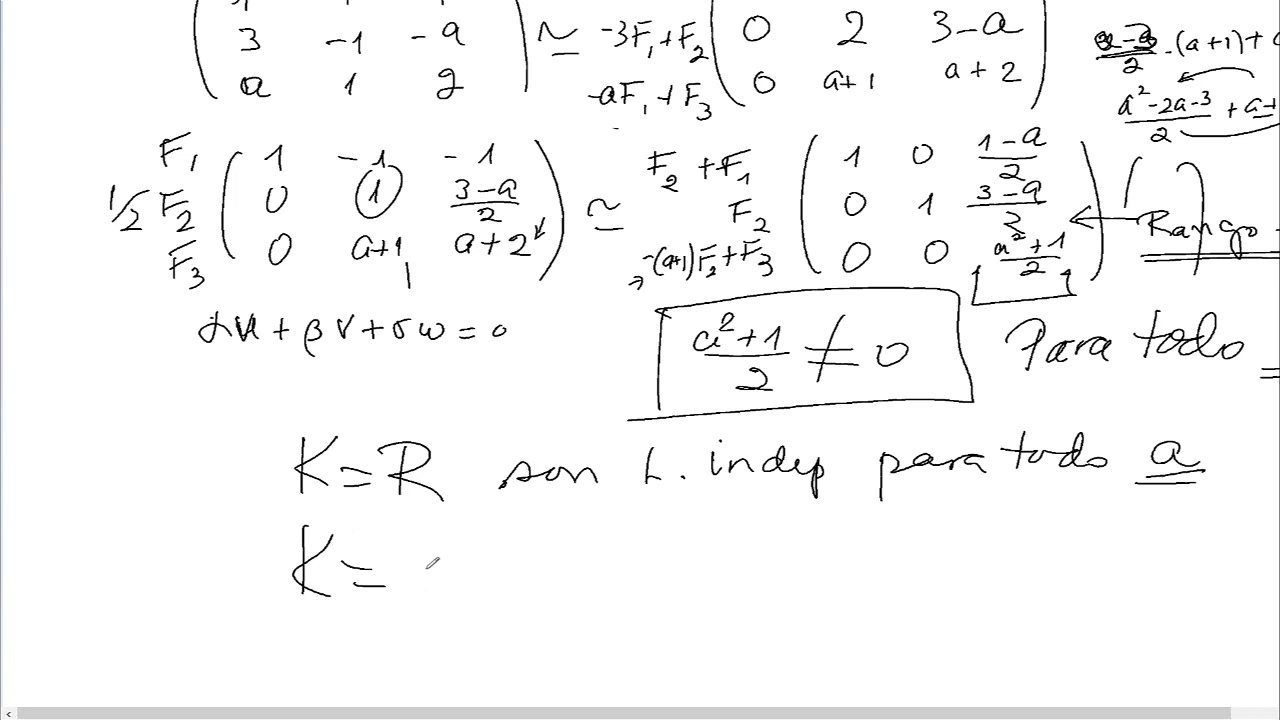 3 -1 -a ≃ -3F₁+F₂ 0 2 3-a
a 1 2 -aF₁+F₃ 0 a+1 a+2
2 .(a+1)+
a²-2a-3 / 2 + a+
F₁ 1 -1 -1 F₂+F₁ 1 0 1-a / 2
1/2 F₂ 0 1 3-a / 2 ≃ F₂ 0 1 3-a / 2 ← Rango
F₃ 0 a+1 a+2 -(a+1)F₂+F₃ 0 0 a²+1 / 2
αu+βv+σw=0 a²+1 / 2 ≠ 0 Para todo
K=R son L. indep para todo a
K=